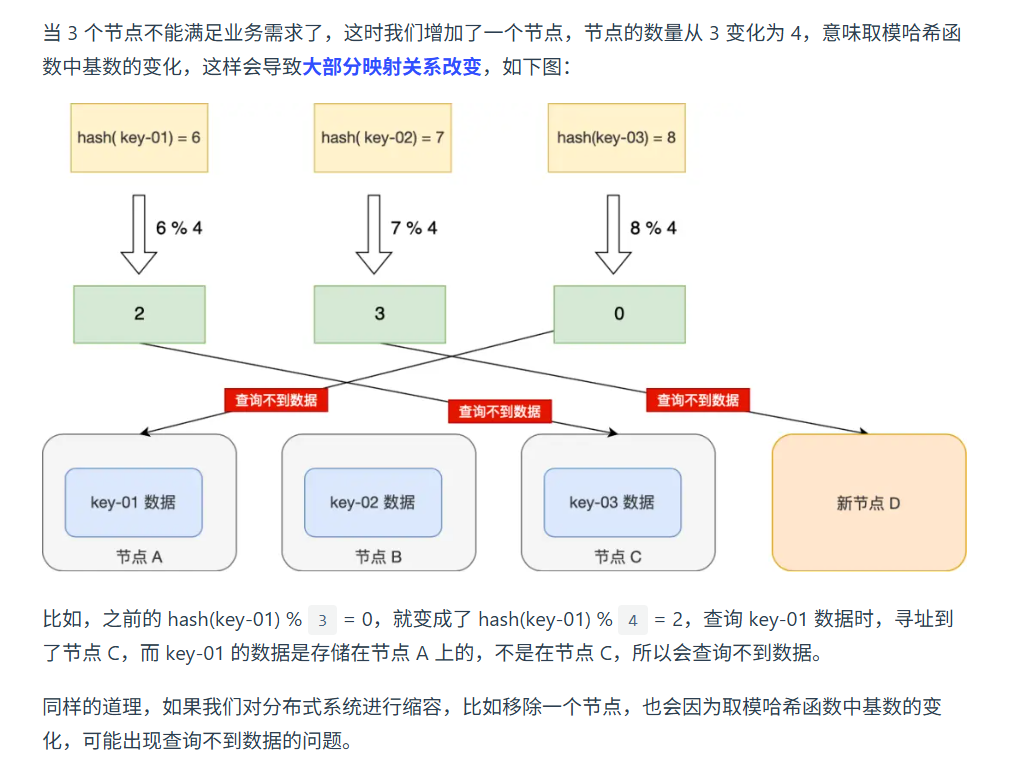 当 3 个节点不能满足业务需求了，这时我们增加了一个节点，节点的数量从 3 变化为 4，意味取模哈希函
数中基数的变化，这样会导致大部分映射关系改变，如下图：
hash( key-01) = 6
hash( key-02) = 7
hash(key-03) = 8
6 % 4
7 % 4
8 % 4
2
3
0
查询不到数据
查询不到数据
查询不到数据
key-01 数据
key-02 数据
key-03 数据
新节点 D
节点 A
节点 B
节点 C
比如，之前的 hash(key-01) % 3 = 0，就变成了 hash(key-01) % 4 = 2，查询 key-01 数据时，寻址到
了节点 C，而 key-01 的数据是存储在节点 A 上的，不是在节点 C，所以会查询不到数据。
同样的道理，如果我们对分布式系统进行缩容，比如移除一个节点，也会因为取模哈希函数中基数的变
化，可能出现查询不到数据的问题。